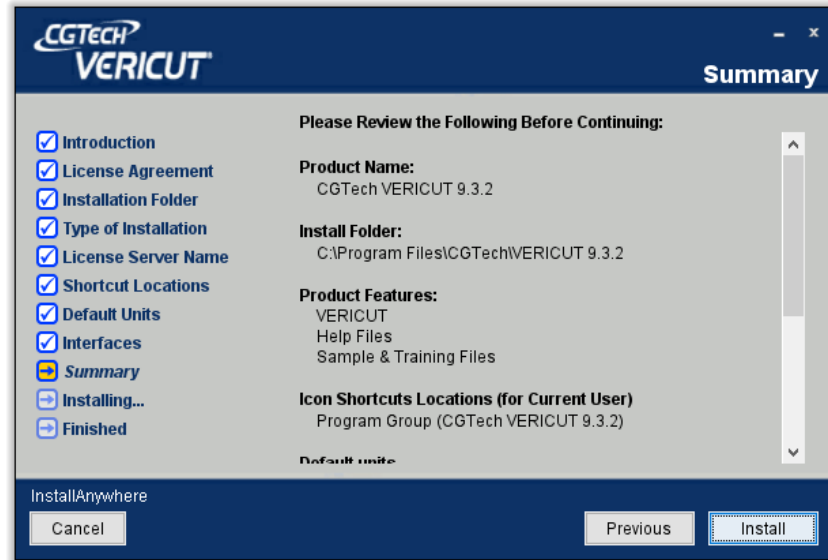 CGTECH
VERICUT
Summary
Introduction
License Agreement
Installation Folder
Type of Installation
License Server Name
Shortcut Locations
Default Units
Interfaces
Summary
Installing...
Finished
Please Review the Following Before Continuing:
Product Name:
CGTech VERICUT 9.3.2
Install Folder:
C:\Program Files\CGTech\VERICUT 9.3.2
Product Features:
VERICUT
Help Files
Sample & Training Files
Icon Shortcuts Locations (for Current User)
Program Group (CGTech VERICUT 9.3.2)
Default units
InstallAnywhere
Cancel
Previous
Install